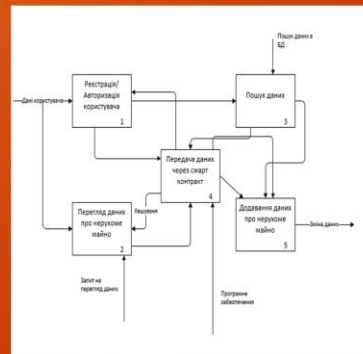 Пошук даних в
БД
Реєстрація/
Авторизація
користувача
1
Дані користувача
Пошук даних
3
Передача даних
через смарт
контракт
4
Хешування
Перегляд даних
про нерухоме
майно
2
Додавання даних
про нерухоме
майно
5
Зміна даних
Запит на
перегляд даних
Програмне
забезпечення